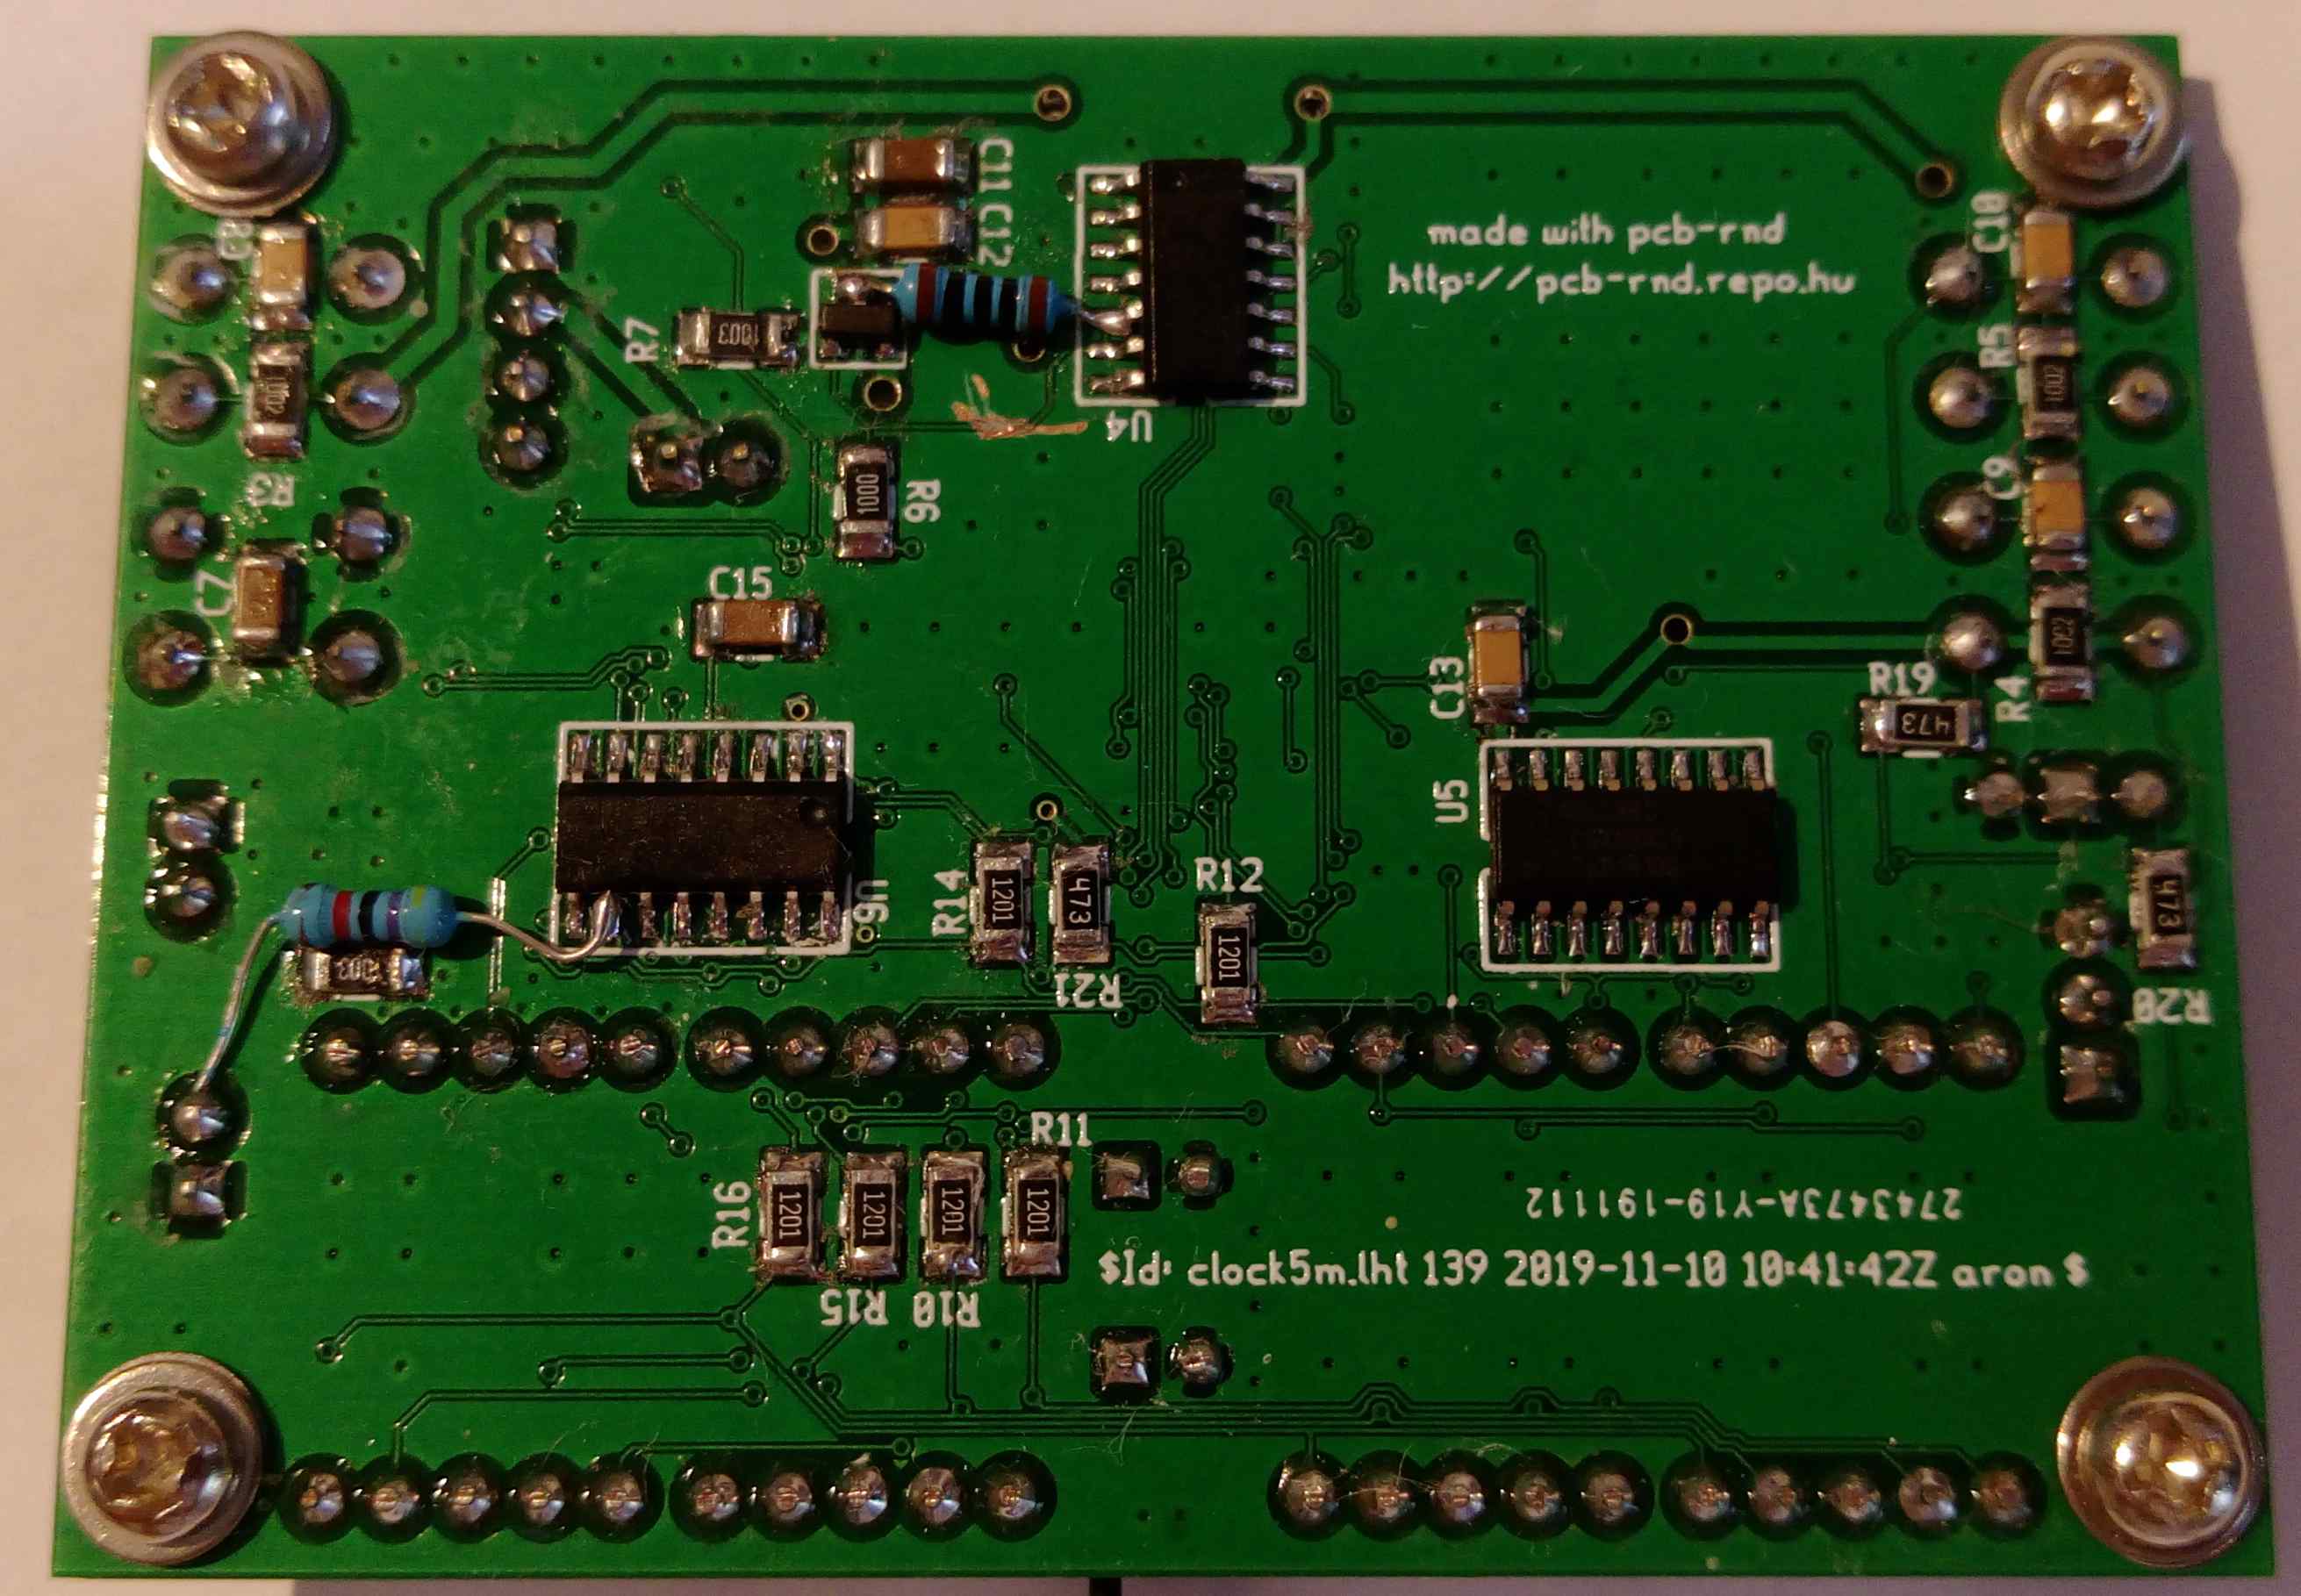 C11
C12
C10
made with pcb-rnd
http://pcb-rnd.repo.hu
C8
R7
1003
R5
1002
1002
U4
C9
R3
1000
R6
C7
C15
1002
C13
R19
R4
473
U5
R14
1201
473
R12
U6
473
1201
1003
R21
R20
R11
R16
1201
1201
1201
1201
2743473A-Y19-191112
$Id: clock5m.lht 139 2019-11-10 10:41:42Z aron $
R15
R10